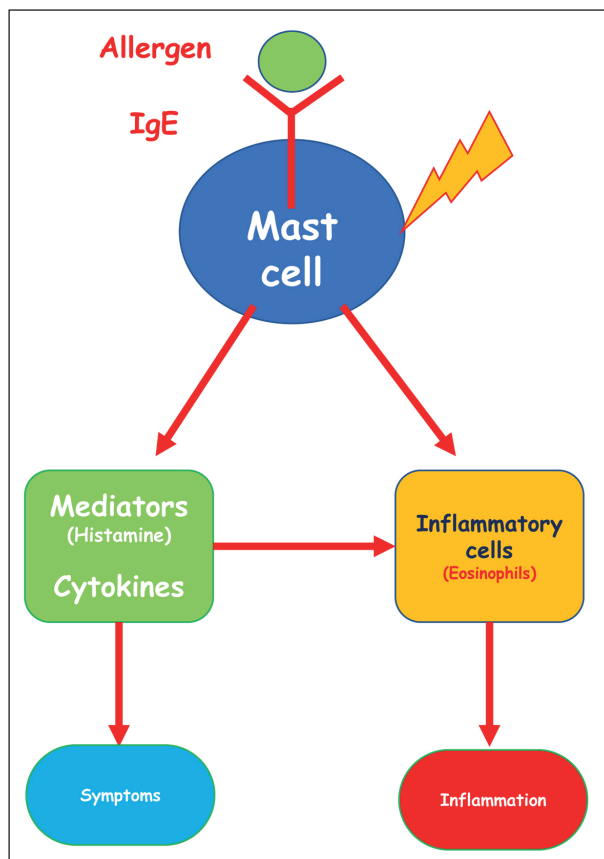 Allergen
IgE
Mast
cell
Mediators
(Histamine)
Cytokines
Inflammatory
cells
(Eosinophils)
Symptoms
Inflammation